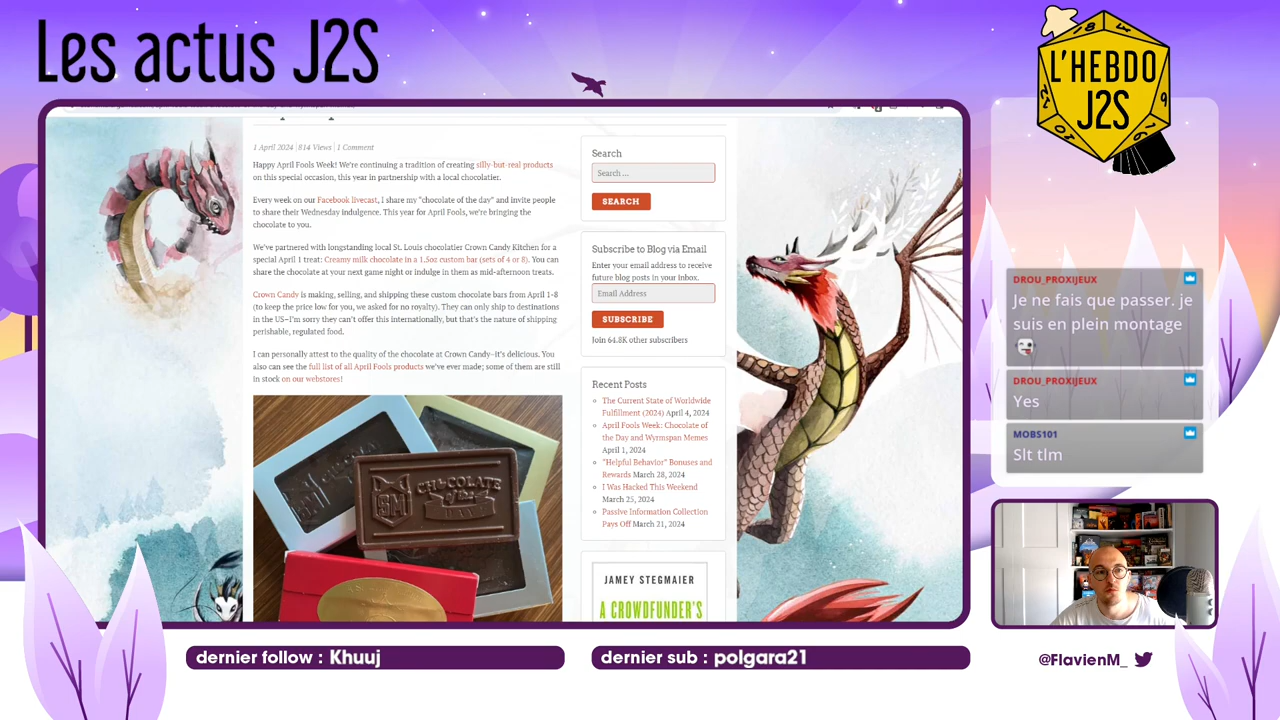 Les actus J2S
L'HEBDO
J2S
1 April 2024 | 814 Views | 1 Comment
Happy April Fools Week! We're continuing a tradition of creating silly-but-real products
on this special occasion, this year in partnership with a local chocolatier.
Every week on our Facebook livecast, I share my "chocolate of the day" and invite people
to share their Wednesday indulgence. This year for April Fools, we're bringing the
chocolate to you.
We've partnered with longstanding local St. Louis chocolatier Crown Candy Kitchen for a
special April 1 treat: Creamy milk chocolate in a 1.5oz custom bar (sets of 4 or 8). You can
share the chocolate at your next game night or indulge in them as mid-afternoon treats.
Crown Candy is making, selling, and shipping these custom chocolate bars from April 1-8
(to keep the price low for you, we asked for no royalty). They can only ship to destinations
in the US–I'm sorry they can't offer this internationally, but that's the nature of shipping
perishable, regulated food.
I can personally attest to the quality of the chocolate at Crown Candy–it's delicious. You
also can see the full list of all April Fools products we've ever made; some of them are still
in stock on our webstores!
SM
CHOCOLATE
of the
DAY
Search
Search ...
SEARCH
Subscribe to Blog via Email
Enter your email address to receive
future blog posts in your inbox.
Email Address
SUBSCRIBE
Join 64.8K other subscribers
Recent Posts
The Current State of Worldwide
Fulfillment (2024) April 4, 2024
April Fools Week: Chocolate of
the Day and Wyrmspan Memes
April 1, 2024
"Helpful Behavior" Bonuses and
Rewards March 28, 2024
I Was Hacked This Weekend
March 25, 2024
Passive Information Collection
Pays Off March 21, 2024
JAMEY STEGMAIER
A CROWDFUNDER'S
DROU_PROXIJEUX
Je ne fais que passer. je
suis en plein montage
DROU_PROXIJEUX
Yes
MOBS101
Slt tlm
dernier follow : Khuuj
dernier sub : polgara21
@FlavienM_